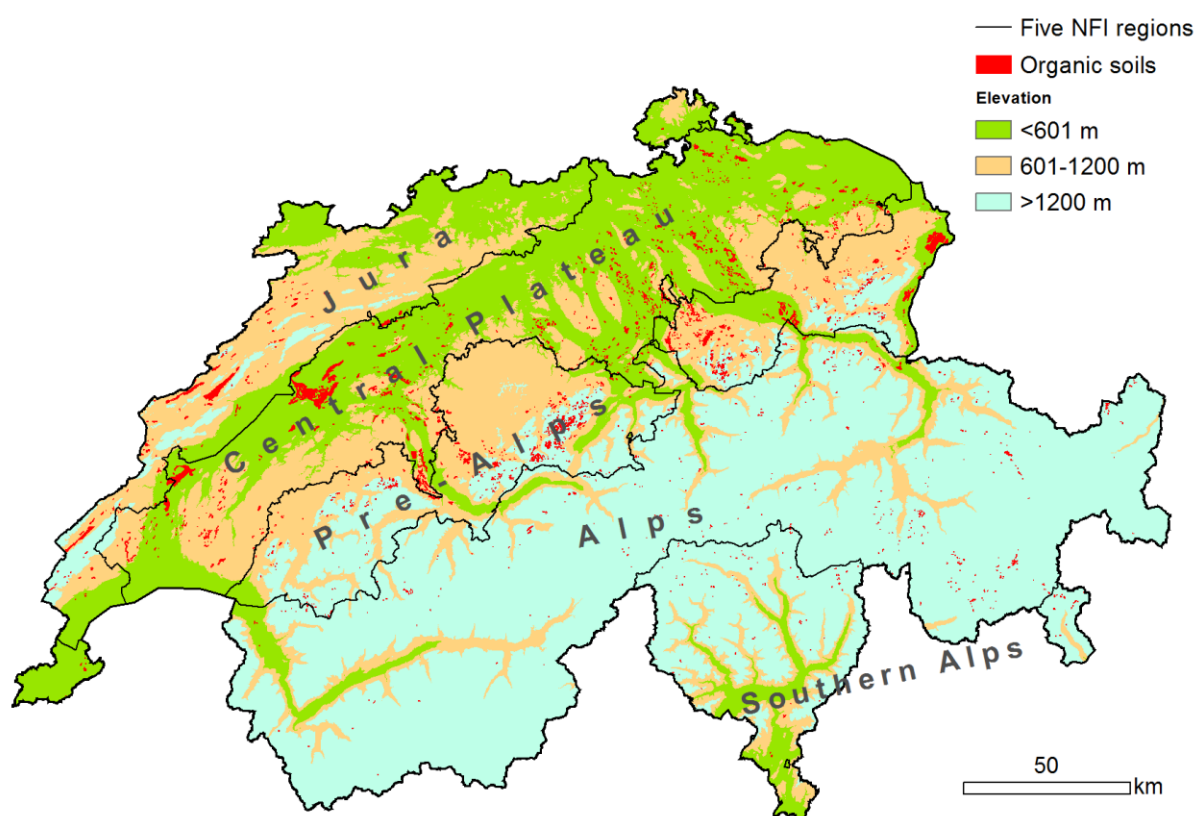 Five NFI regions
Organic soils
Elevation
<601 m
601-1200 m
>1200 m
Jura
Central Plateau
Pre-Alps
Alps
Southern Alps
50
km